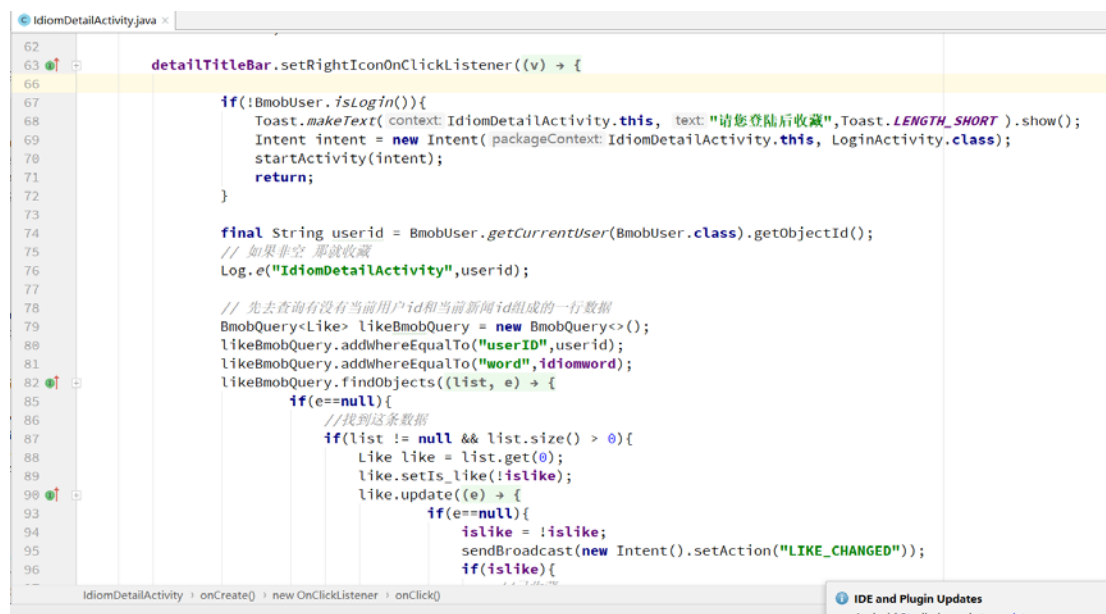 IdiomDetailActivity.java ×
62
63 detailTitleBar.setRightIconOnClickListener((v) → {
66
67 if(!BmobUser.isLogin()){
68 Toast.makeText( context: IdiomDetailActivity.this, text: "请您登陆后收藏",Toast.LENGTH_SHORT ).show();
69 Intent intent = new Intent( packageContext: IdiomDetailActivity.this, LoginActivity.class);
70 startActivity(intent);
71 return;
72 }
73
74 final String userid = BmobUser.getCurrentUser(BmobUser.class).getObjectId();
75 // 如果非空 那就收藏
76 Log.e("IdiomDetailActivity",userid);
77
78 // 先去查询有没有当前用户id和当前新闻id组成的一行数据
79 BmobQuery<Like> likeBmobQuery = new BmobQuery<>();
80 likeBmobQuery.addWhereEqualTo("userID",userid);
81 likeBmobQuery.addWhereEqualTo("word",idiomword);
82 likeBmobQuery.findObjects((list, e) → {
85 if(e==null){
86 //找到这条数据
87 if(list != null && list.size() > 0){
88 Like like = list.get(0);
89 like.setIs_like(!islike);
90 like.update((e) → {
93 if(e==null){
94 islike = !islike;
95 sendBroadcast(new Intent().setAction("LIKE_CHANGED"));
96 if(islike){
IdiomDetailActivity › onCreate() › new OnClickListener › onClick()
IDE and Plugin Updates